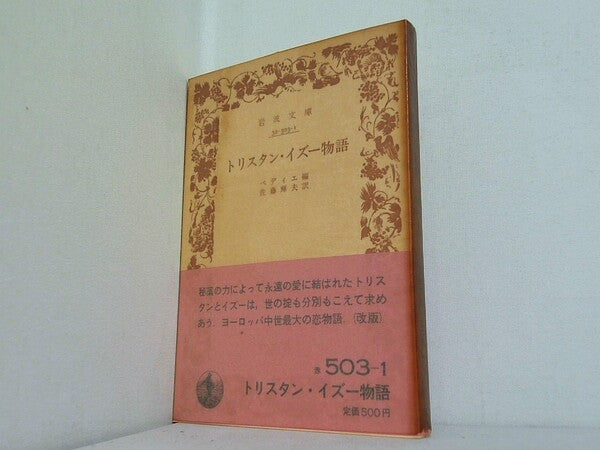 岩波文庫
32-503-1
トリスタン・イズー物語
ベディエ編
佐藤輝夫訳
秘薬の力によって永遠の愛に結ばれたトリス
タンとイズーは，世の掟も分別もこえて求め
あう．ヨーロッパ中世最大の恋物語．（改版）
赤 503-1
トリスタン・イズー物語
定価500円